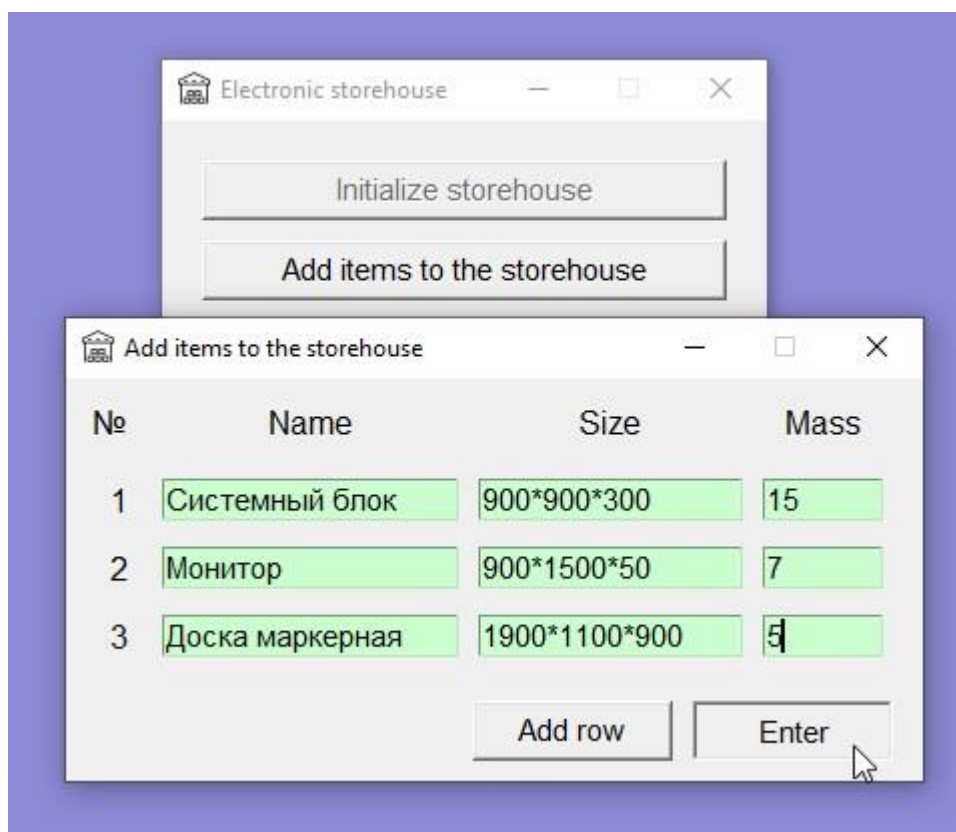 Electronic storehouse
Initialize storehouse
Add items to the storehouse
Add items to the storehouse
№ Name Size Mass
1 Системный блок 900*900*300 15
2 Монитор 900*1500*50 7
3 Доска маркерная 1900*1100*900 5
Add row Enter